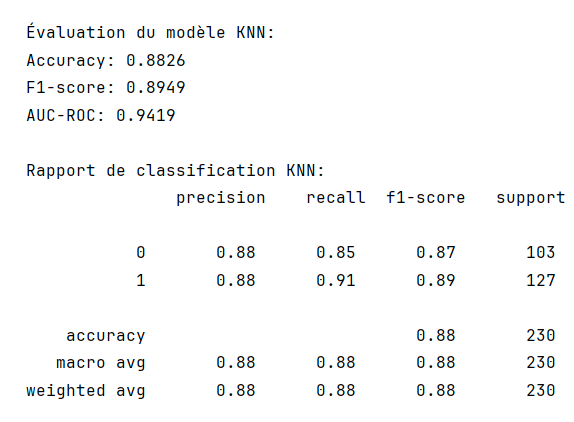 Évaluation du modèle KNN:
Accuracy: 0.8826
F1-score: 0.8949
AUC-ROC: 0.9419
Rapport de classification KNN:
precision    recall  f1-score   support
0       0.88      0.85      0.87       103
1       0.88      0.91      0.89       127
accuracy                           0.88       230
macro avg       0.88      0.88      0.88       230
weighted avg       0.88      0.88      0.88       230